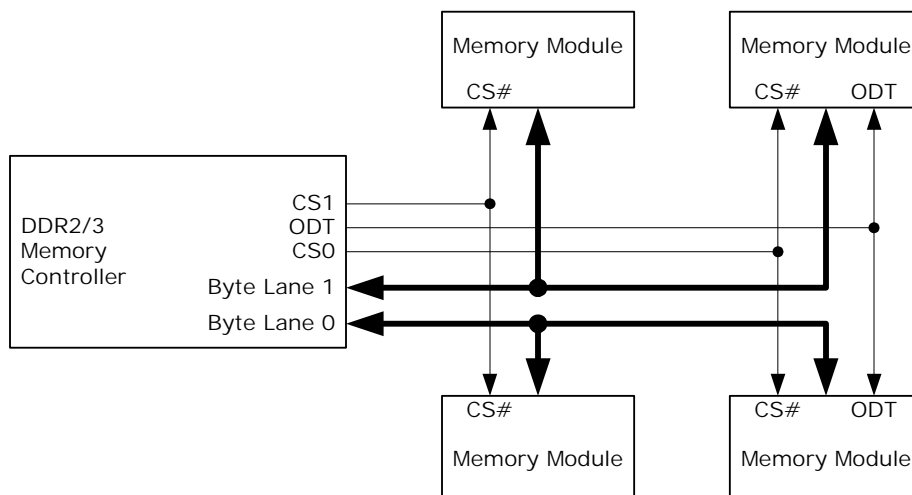 Memory Module
CS#
Memory Module
CS# ODT
DDR2/3
Memory
Controller
CS1
ODT
CS0
Byte Lane 1
Byte Lane 0
CS#
Memory Module
CS# ODT
Memory Module